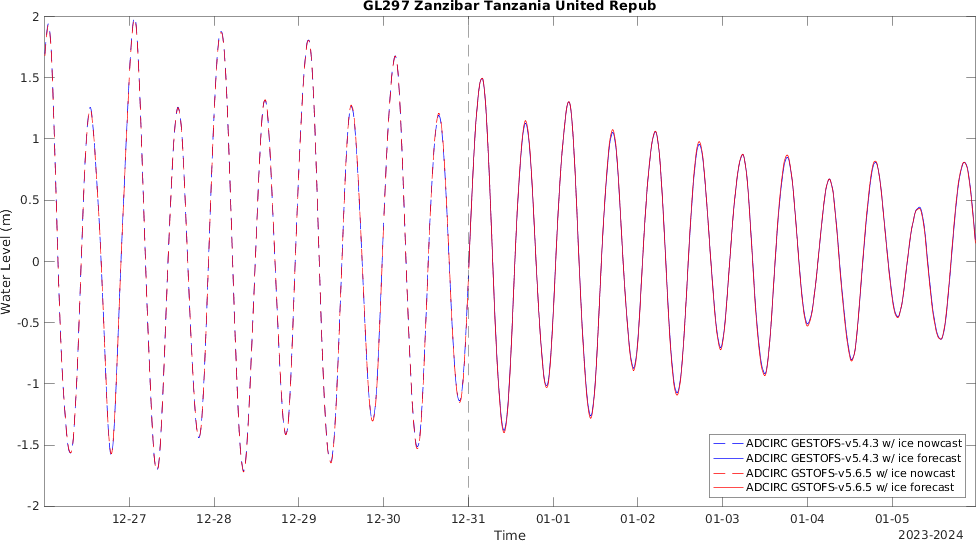 GL297 Zanzibar Tanzania United Repub
2
1.5
1
0.5
0
-0.5
-1
-1.5
-2
Water Level (m)
ADCIRC GESTOFS-v5.4.3 w/ ice nowcast
ADCIRC GESTOFS-v5.4.3 w/ ice forecast
ADCIRC GSTOFS-v5.6.5 w/ ice nowcast
ADCIRC GSTOFS-v5.6.5 w/ ice forecast
12-27 12-28 12-29 12-30 12-31 01-01 01-02 01-03 01-04 01-05
Time
2023-2024